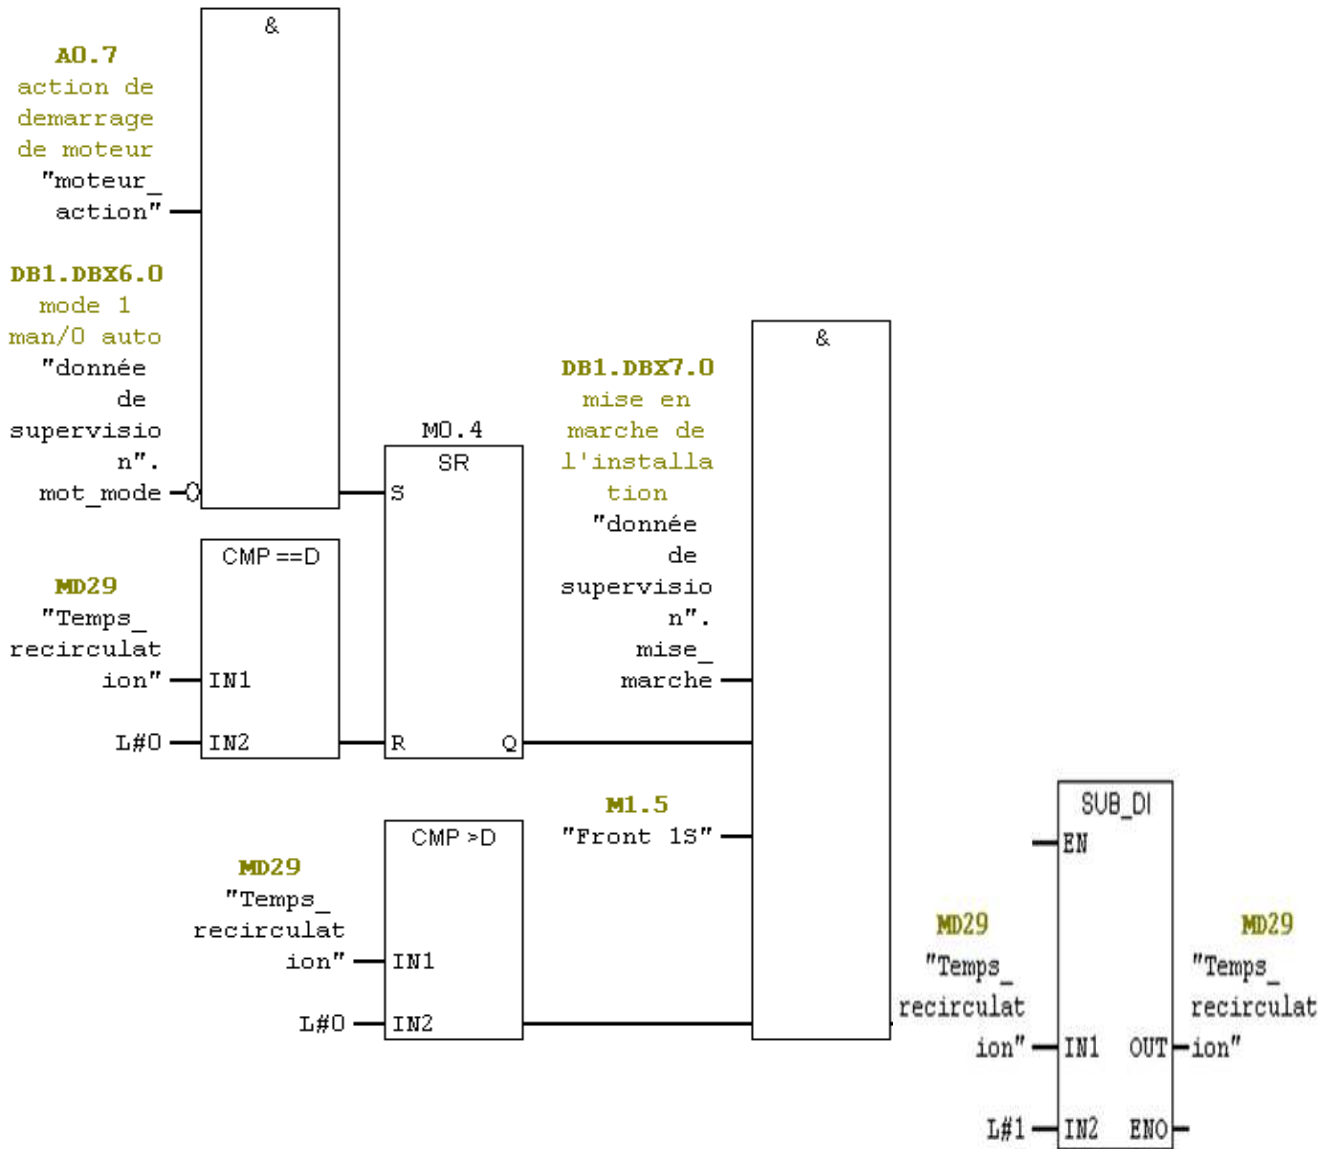 &
A0.7
action de
demarrage
de moteur
"moteur_
action"
DB1.DBX6.0
mode 1
man/0 auto
"donnée
de
supervisio
n".
mot_mode
M0.4
SR
S
R
Q
CMP ==D
MD29
"Temps_
recirculat
ion"
IN1
L#0
IN2
&
DB1.DBX7.0
mise en
marche de
l'installa
tion
"donnée
de
supervisio
n".
mise_
marche
M1.5
"Front 1S"
CMP >D
MD29
"Temps_
recirculat
ion"
IN1
L#0
IN2
SUB_DI
EN
MD29
"Temps_
recirculat
ion"
IN1
OUT
MD29
"Temps_
recirculat
ion"
L#1
IN2
ENO